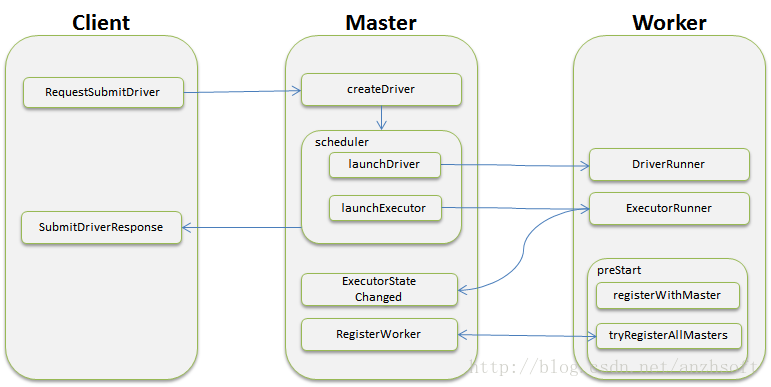 Client
Master
Worker
RequestSubmitDriver
createDriver
scheduler
launchDriver
DriverRunner
launchExecutor
ExecutorRunner
SubmitDriverResponse
ExecutorState
Changed
preStart
registerWithMaster
RegisterWorker
tryRegisterAllMasters
http://blog.csdn.net/anzhsoft